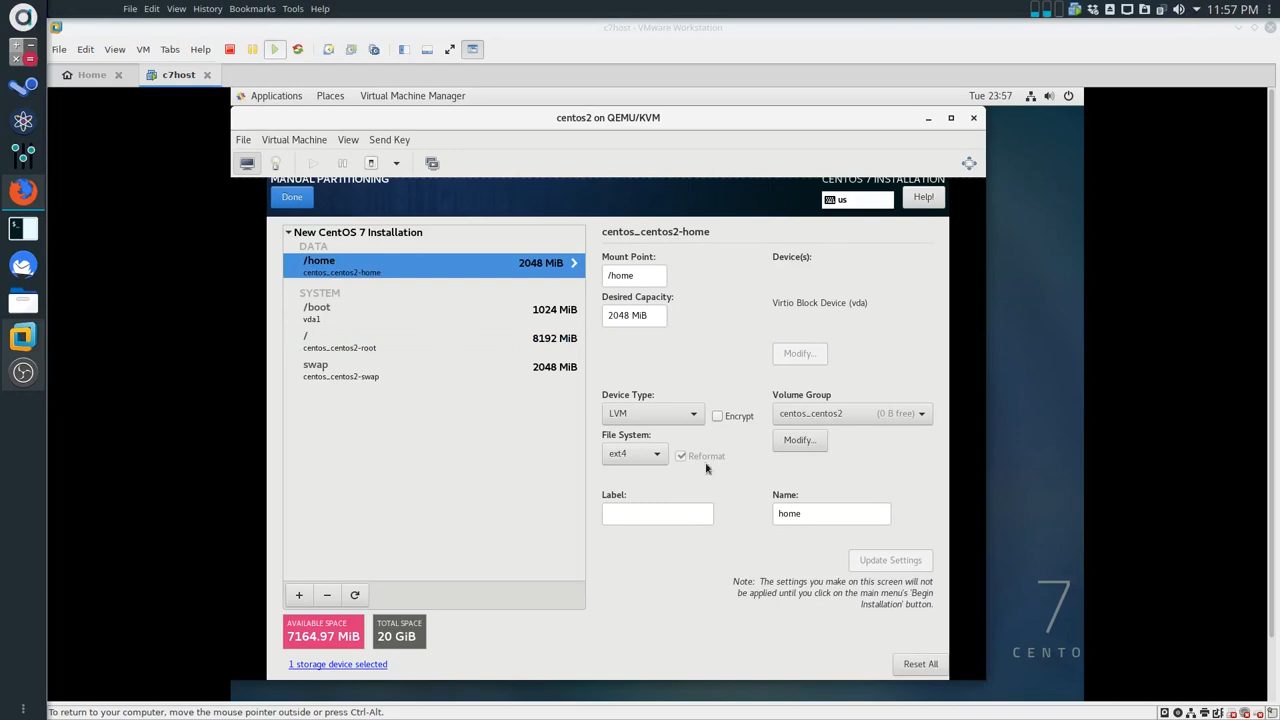 File Edit View History Bookmarks Tools Help
11:57 PM
c7host - VMware Workstation
File Edit View VM Tabs Help
Home c7host
Applications Places Virtual Machine Manager Tue 23:57
centos2 on QEMU/KVM
File Virtual Machine View Send Key
MANUAL PARTITIONING CENTOS 7 INSTALLATION
Done us Help!
New CentOS 7 Installation
DATA
/home 2048 MiB
centos_centos2-home
SYSTEM
/boot 1024 MiB
vda1
/ 8192 MiB
centos_centos2-root
swap 2048 MiB
centos_centos2-swap
+ −
AVAILABLE SPACE
7164.97 MiB
TOTAL SPACE
20 GiB
1 storage device selected
centos_centos2-home
Mount Point: Device(s):
/home
Desired Capacity: Virtio Block Device (vda)
2048 MiB
Modify...
Device Type: Volume Group
LVM Encrypt centos_centos2 (0 B free)
File System: Modify...
ext4 Reformat
Label: Name:
home
Update Settings
Note: The settings you make on this screen will not
be applied until you click on the main menu's 'Begin
Installation' button.
Reset All
7
CENTO
To return to your computer, move the mouse pointer outside or press Ctrl-Alt.